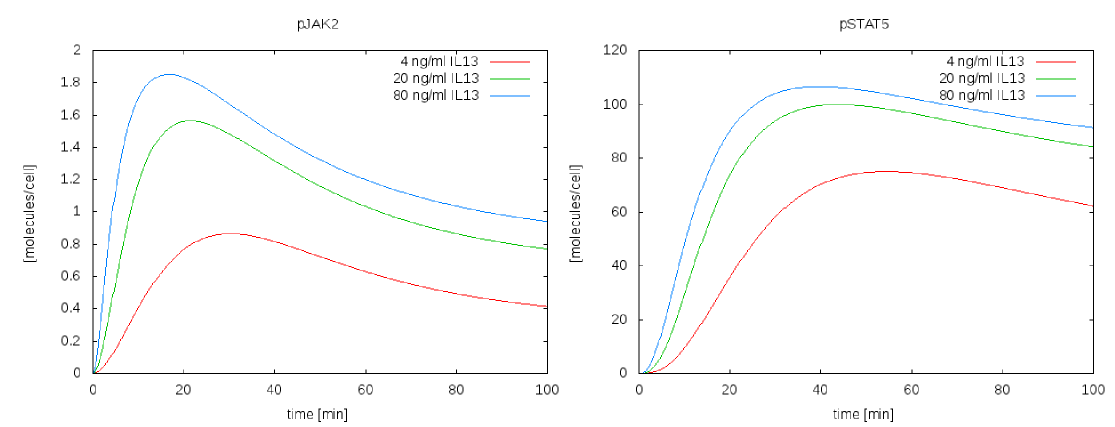 pJAK2
2
1.8
1.6
1.4
1.2
1
0.8
0.6
0.4
0.2
0
[molecules/cell]
4 ng/ml IL13
20 ng/ml IL13
80 ng/ml IL13
0 20 40 60 80 100
time [min]
pSTAT5
120
100
80
60
40
20
0
[molecules/cell]
4 ng/ml IL13
20 ng/ml IL13
80 ng/ml IL13
0 20 40 60 80 100
time [min]